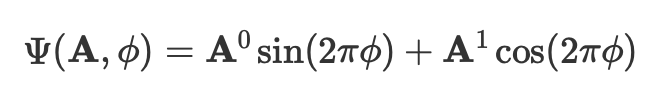 Ψ(A, ϕ) = A⁰ sin(2πϕ) + A¹ cos(2πϕ)